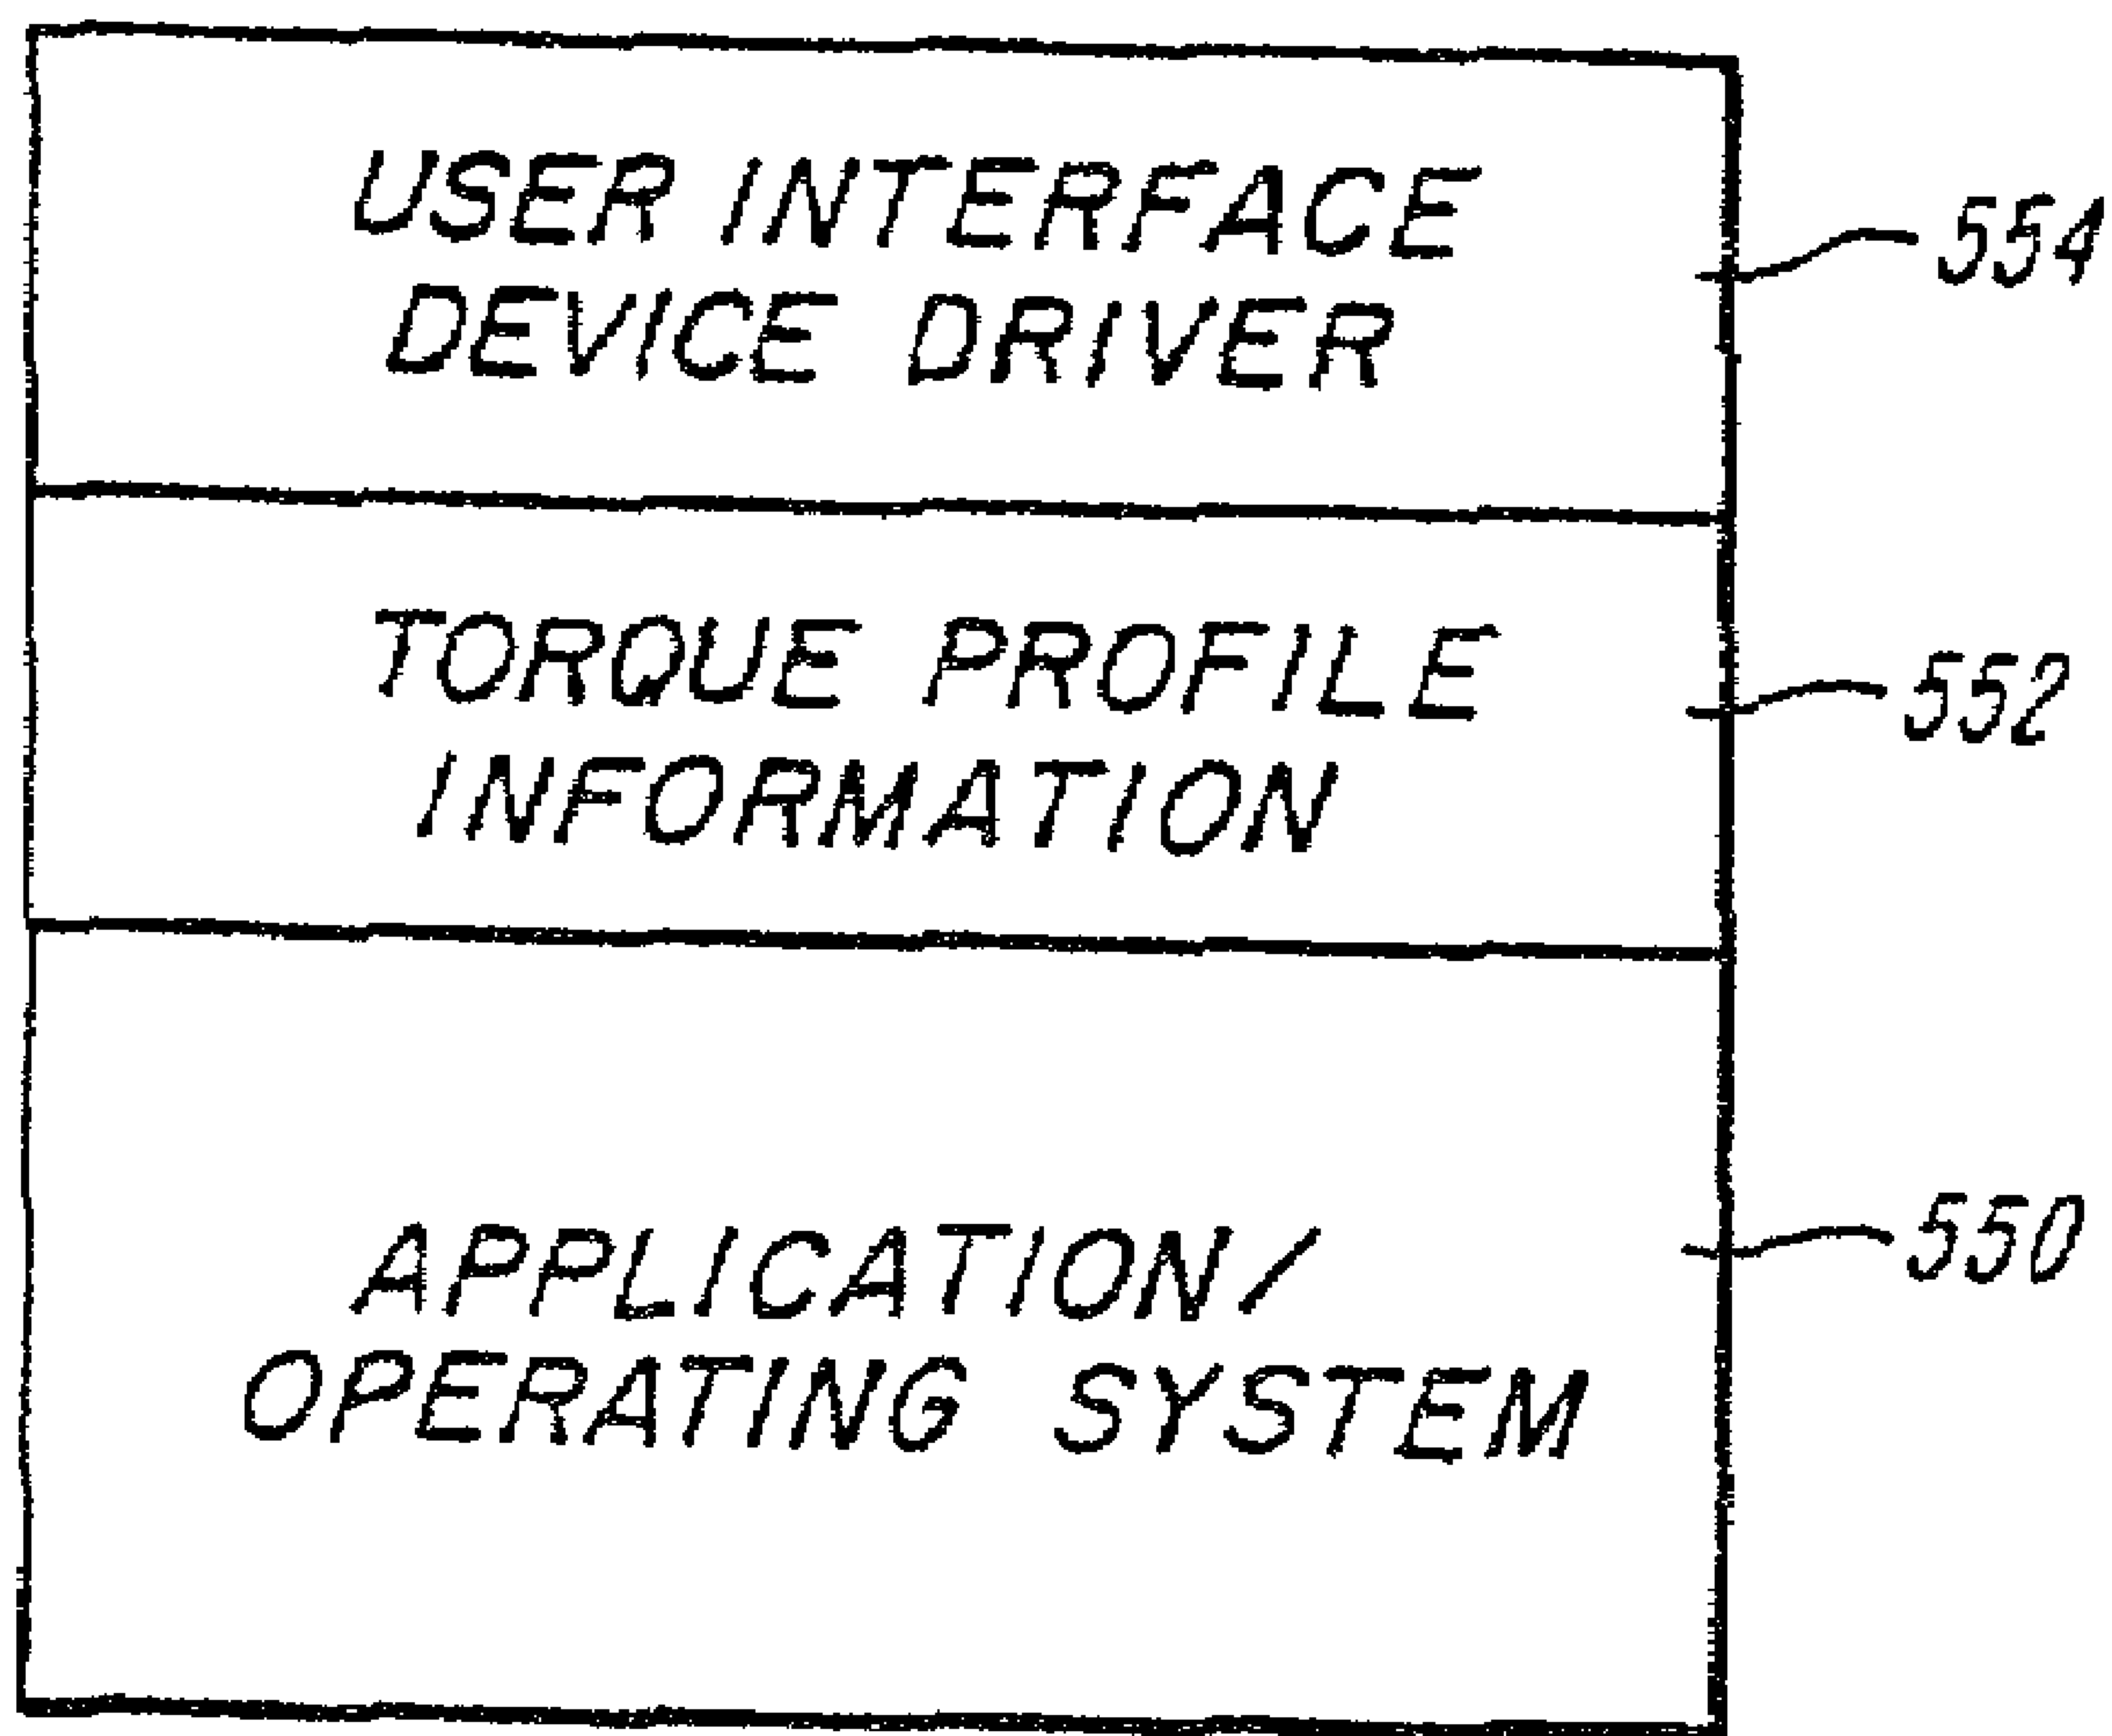 USER INTERFACE
DEVICE DRIVER
554
TORQUE PROFILE
INFORMATION
552
APPLICATION/
OPERATING SYSTEM
550